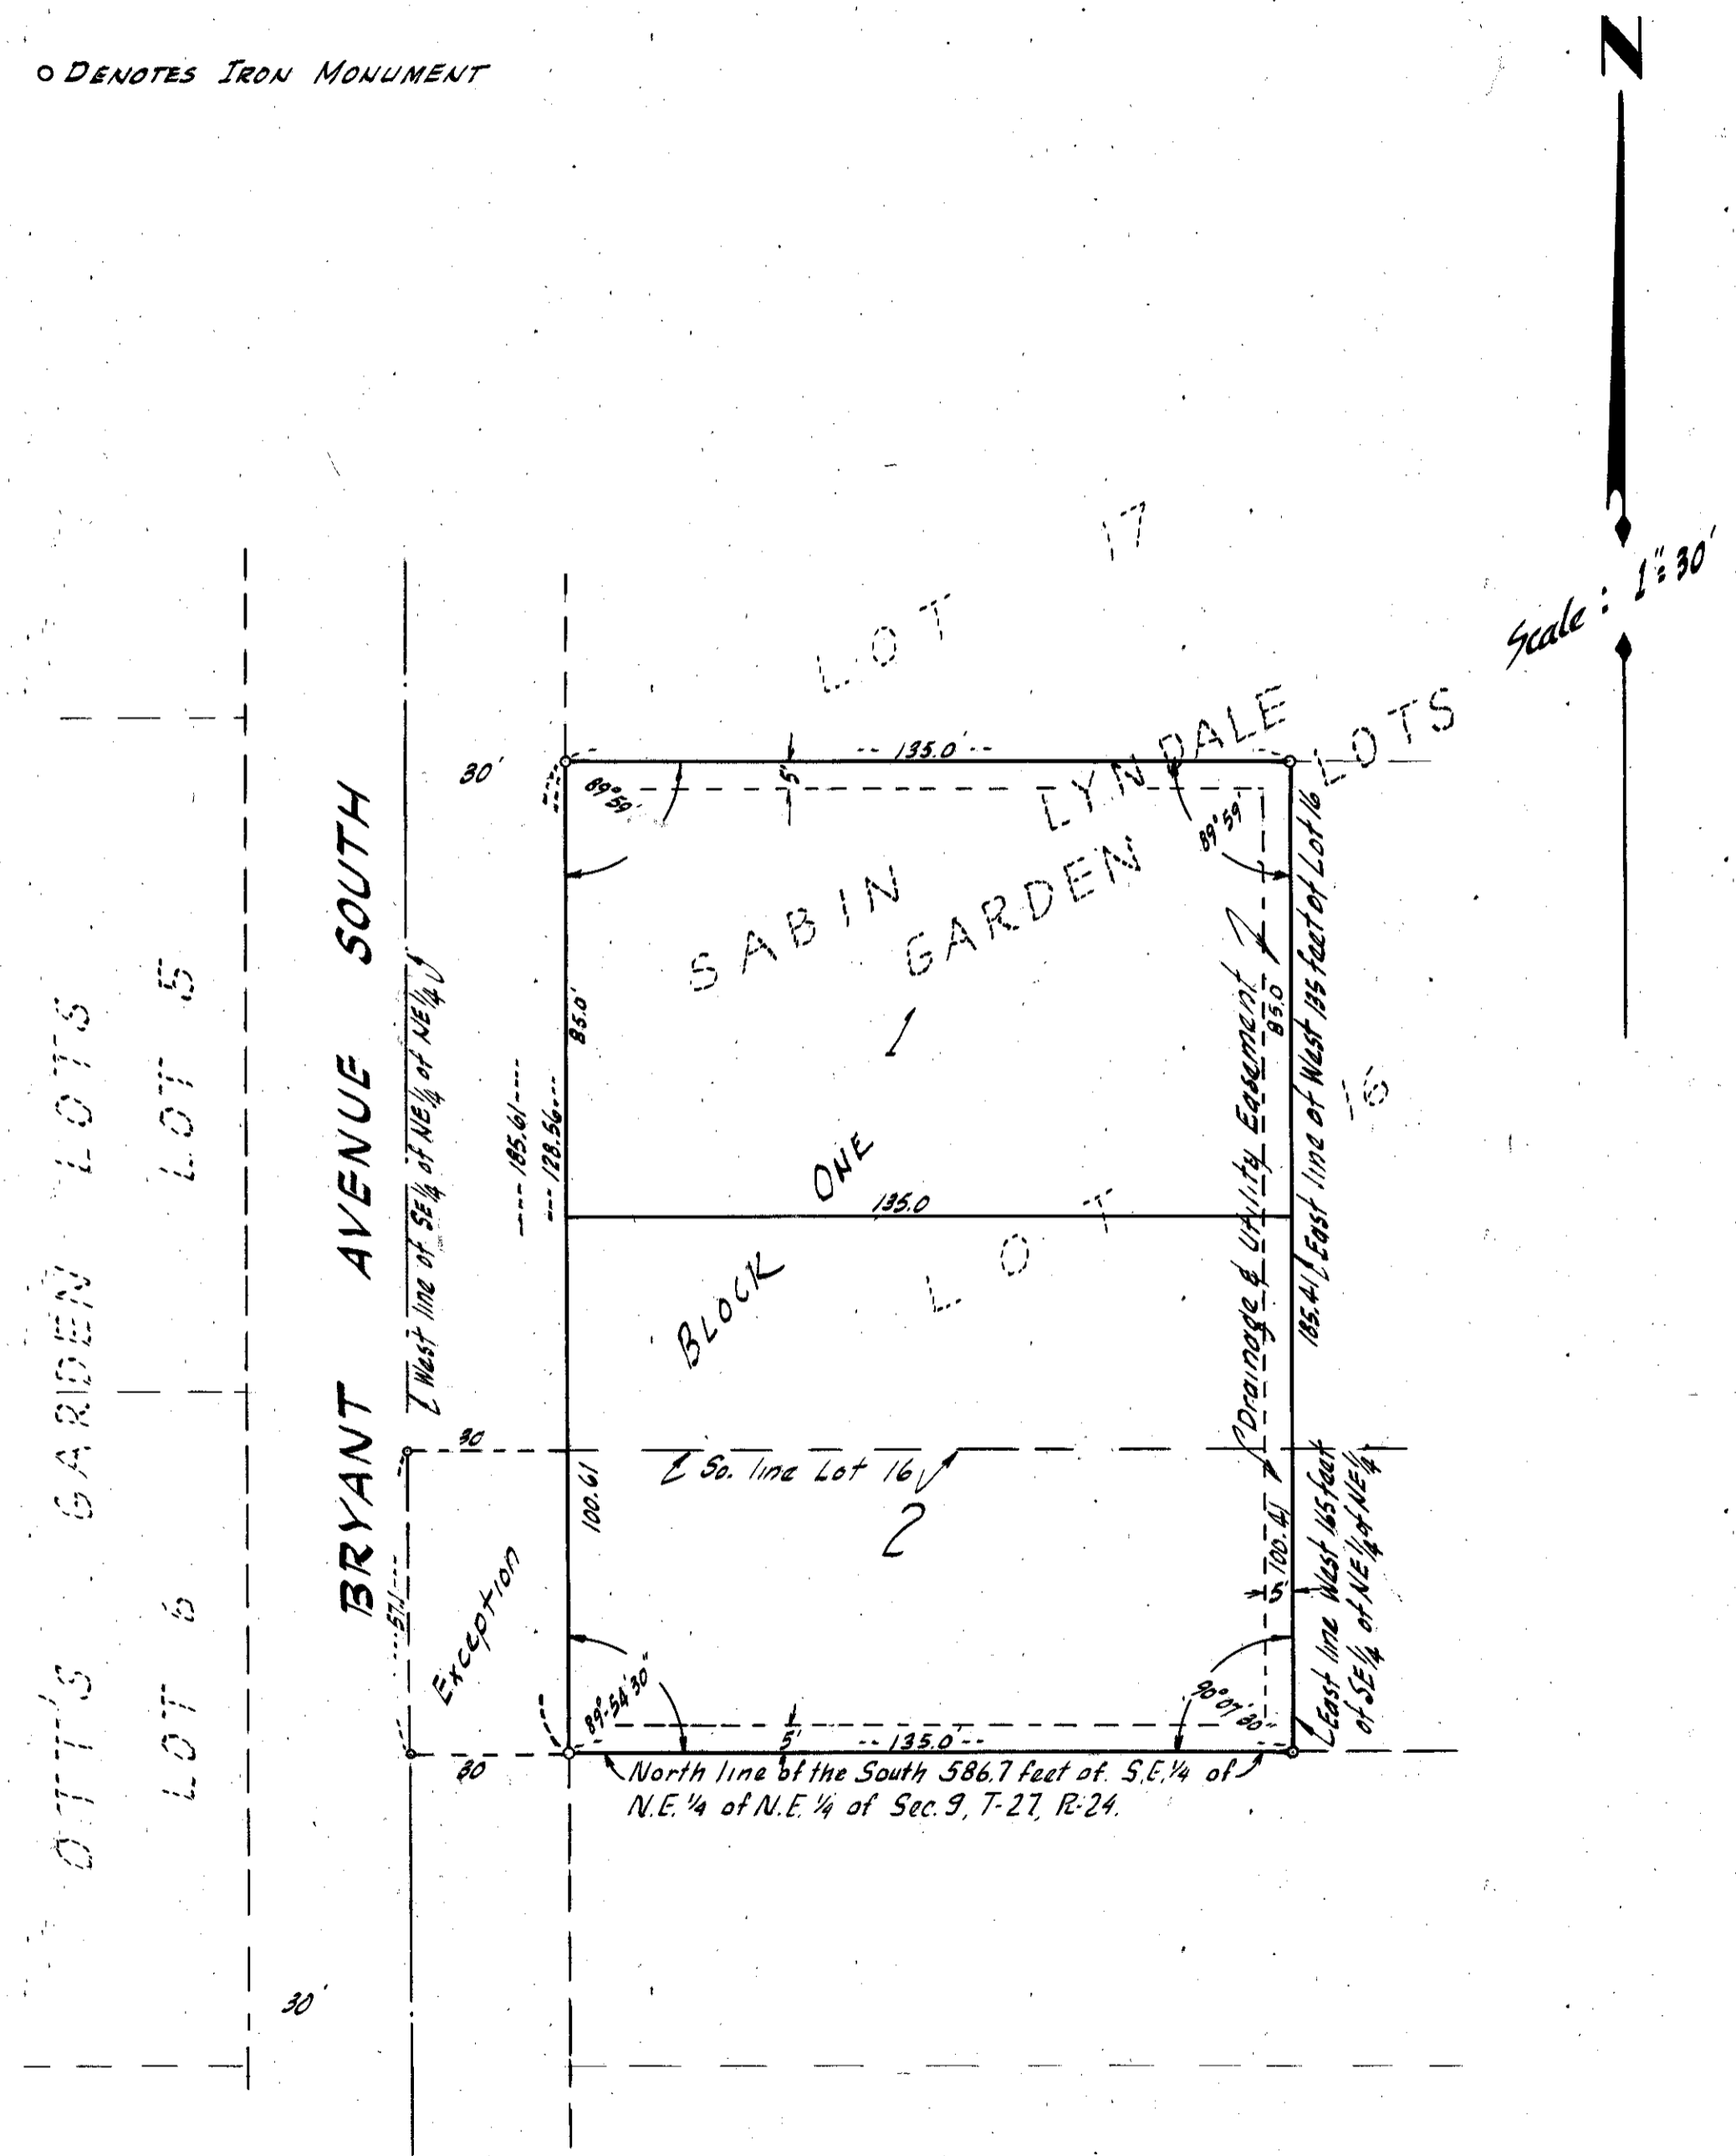 o DENOTES IRON MONUMENT
N
Scale: 1"=30'
LOT 17
SABIN LYNDALE
GARDEN LOTS
30'
-- 135.0' --
5'
89°59'
89°59'
85.0'
85.0
1
---185.61---
---128.56---
BRYANT AVENUE SOUTH
West line of SE¼ of NE¼ of NE¼
OTT'S GARDEN LOTS
LOT 5
LOT 6
BLOCK ONE
135.0
LOT 16
Drainage & Utility Easement
East line of West 135 feet of Lot 16
185.41
30
So. line Lot 16
2
100.61
100.41
5'
---57.1---
Exception
East line West 165 feet
of SE¼ of NE¼ of NE¼
89°-54'30"
90°07'30"
5'
-- 135.0' --
30
North line of the South 586.7 feet of S.E.¼ of
N.E.¼ of N.E.¼ of Sec. 9, T-27, R-24.
30'